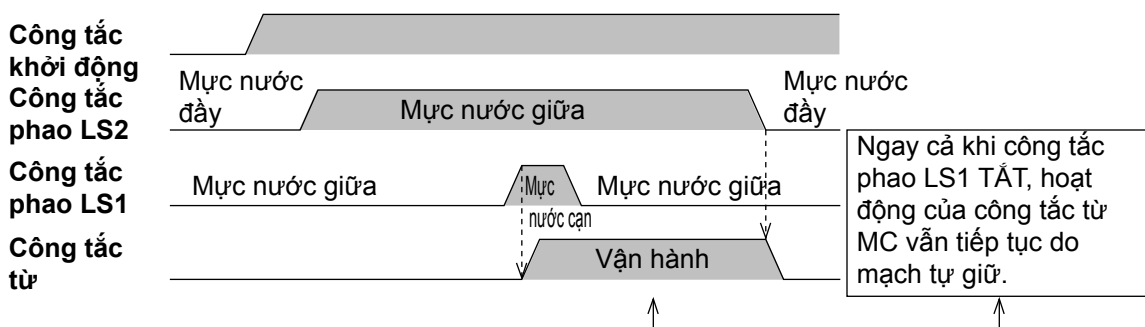 Công tắc
khởi động
Mực nước
đầy
Mực nước
đầy
Công tắc
phao LS2
Mực nước giữa
Công tắc
phao LS1
Mực nước giữa
Mực
nước cạn
Mực nước giữa
Công tắc
từ
Vận hành
Ngay cả khi công tắc
phao LS1 TẮT, hoạt
động của công tắc từ
MC vẫn tiếp tục do
mạch tự giữ.